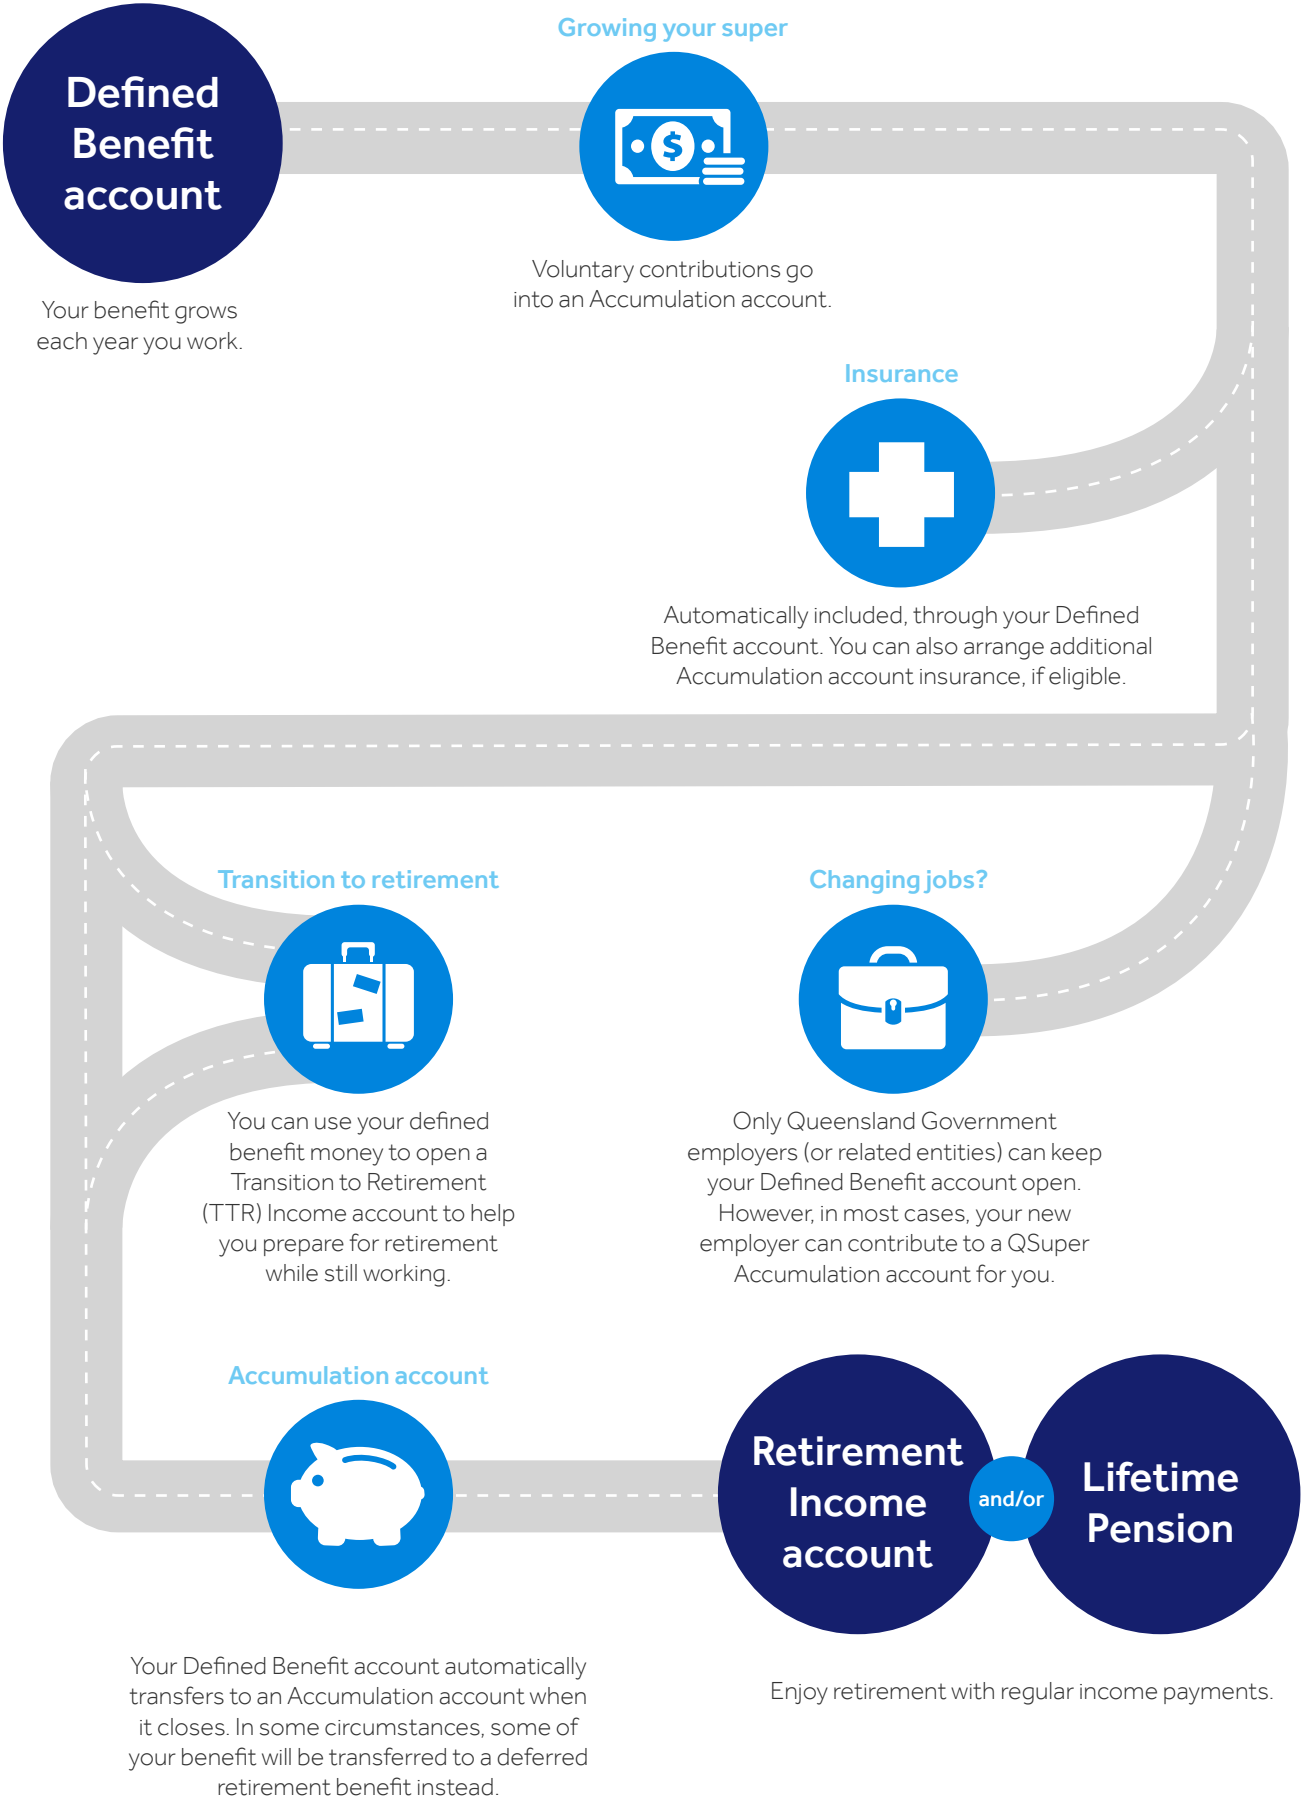 Defined
Benefit
account
Your benefit grows
each year you work.
Growing your super
$
Voluntary contributions go
into an Accumulation account.
Insurance
Automatically included, through your Defined
Benefit account. You can also arrange additional
Accumulation account insurance, if eligible.
Transition to retirement
You can use your defined
benefit money to open a
Transition to Retirement
(TTR) Income account to help
you prepare for retirement
while still working.
Changing jobs?
Only Queensland Government
employers (or related entities) can keep
your Defined Benefit account open.
However, in most cases, your new
employer can contribute to a QSuper
Accumulation account for you.
Accumulation account
Your Defined Benefit account automatically
transfers to an Accumulation account when
it closes. In some circumstances, some of
your benefit will be transferred to a deferred
retirement benefit instead.
Retirement
Income
account
and/or
Lifetime
Pension
Enjoy retirement with regular income payments.